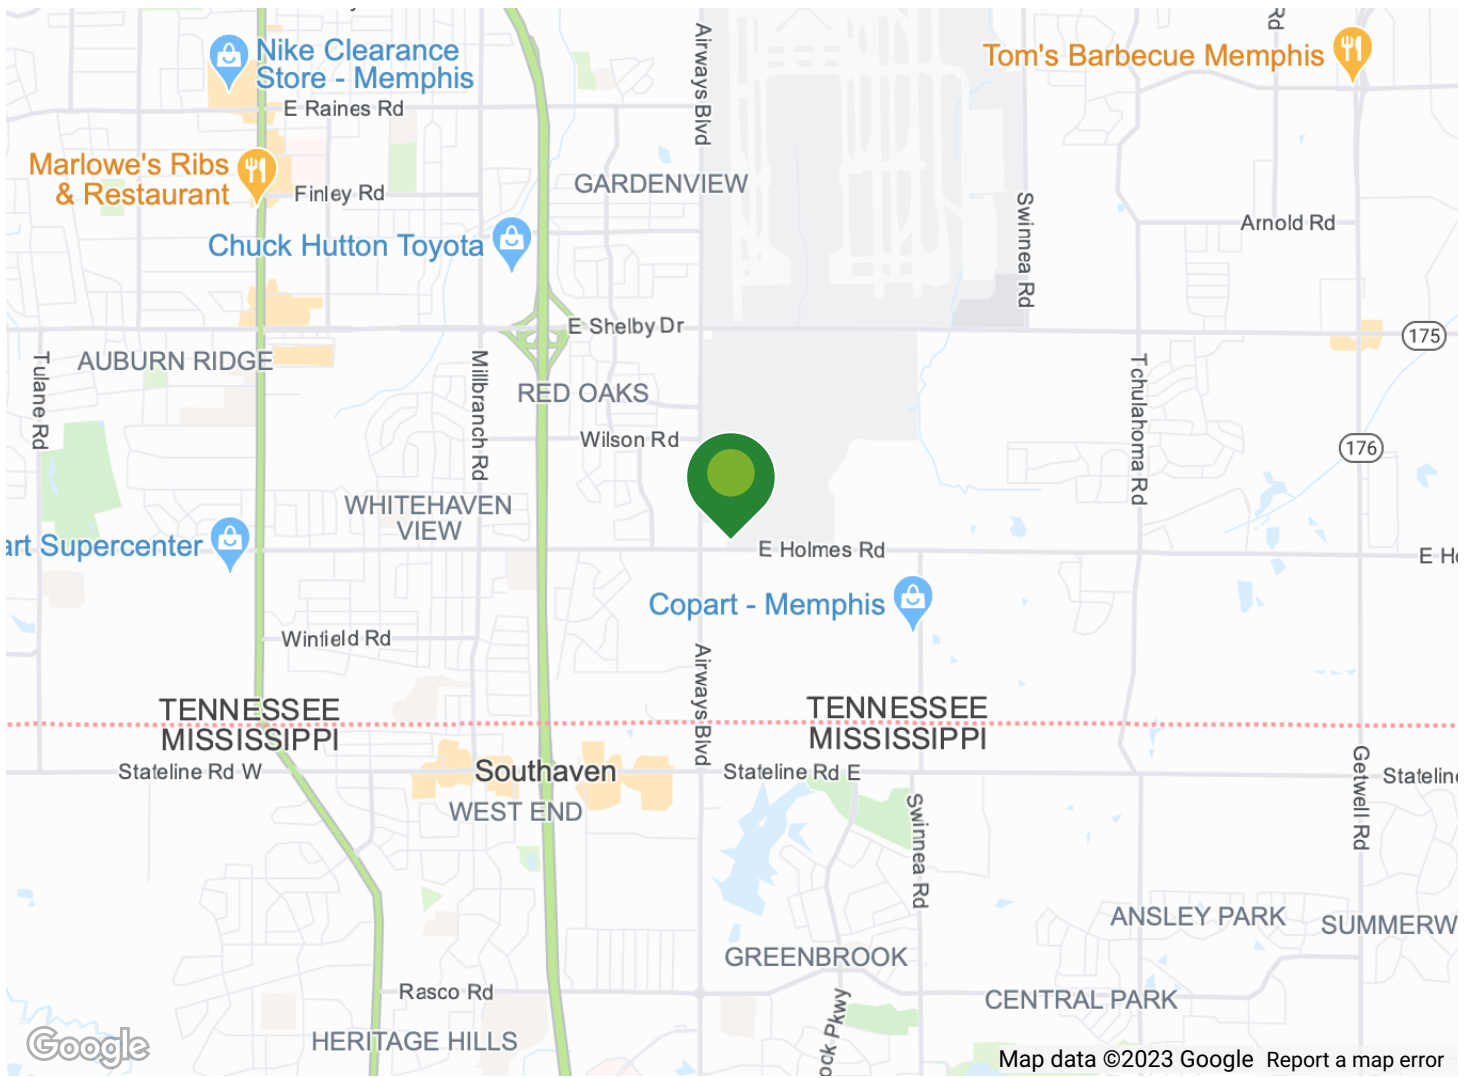 Airways Blvd
Rd
Nike Clearance
Store - Memphis
Tom's Barbecue Memphis
E Raines Rd
Marlowe's Ribs
& Restaurant
Finley Rd
GARDENVIEW
Swinnea Rd
Arnold Rd
Chuck Hutton Toyota
E Shelby Dr
175
AUBURN RIDGE
Tulane Rd
Millbranch Rd
RED OAKS
Tchulahoma Rd
Wilson Rd
176
WHITEHAVEN
VIEW
art Supercenter
E Holmes Rd
E Ho
Copart - Memphis
Winfield Rd
Airways Blvd
TENNESSEE
MISSISSIPPI
TENNESSEE
MISSISSIPPI
Stateline Rd W
Southaven
Stateline Rd E
Stateline
WEST END
Swinnea Rd
Getwell Rd
ANSLEY PARK
SUMMERW
GREENBROOK
Rasco Rd
ook Pkwy
CENTRAL PARK
HERITAGE HILLS
Google
Map data ©2023 Google
Report a map error